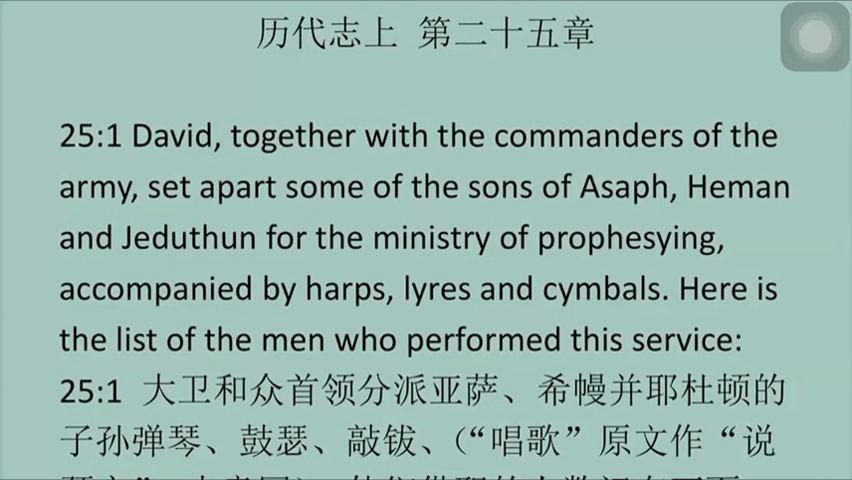 历代志上 第二十五章
25:1 David, together with the commanders of the
army, set apart some of the sons of Asaph, Heman
and Jeduthun for the ministry of prophesying,
accompanied by harps, lyres and cymbals. Here is
the list of the men who performed this service:
25:1 大卫和众首领分派亚萨、希幔并耶杜顿的
子孙弹琴、鼓瑟、敲钹、（“唱歌”原文作“说